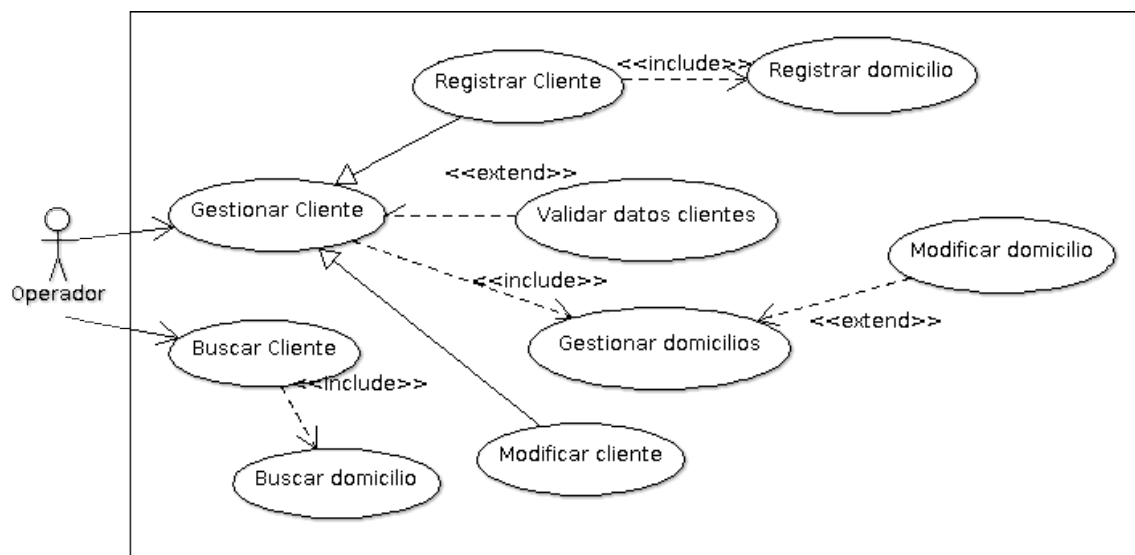 <<include>>
Registrar domicilio
Registrar Cliente
<<extend>>
Gestionar Cliente
Validar datos clientes
Modificar domicilio
<<include>>
Operador
<<extend>>
Buscar Cliente
Gestionar domicilios
<<include>>
Modificar cliente
Buscar domicilio